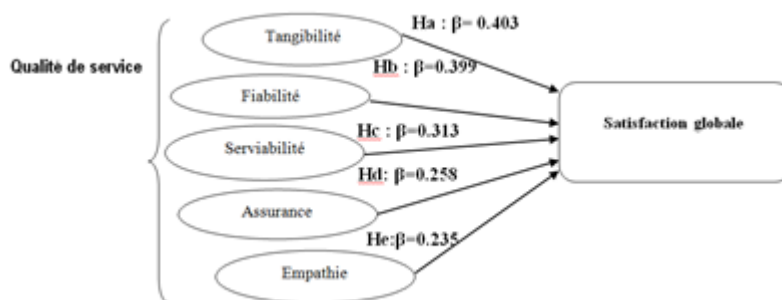 Ha : β= 0.403
Tangibilité
Qualité de service
Hb : β=0.399
Fiabilité
Satisfaction globale
Hc : β=0.313
Serviabilité
Hd: β=0.258
Assurance
He:β=0.235
Empathie